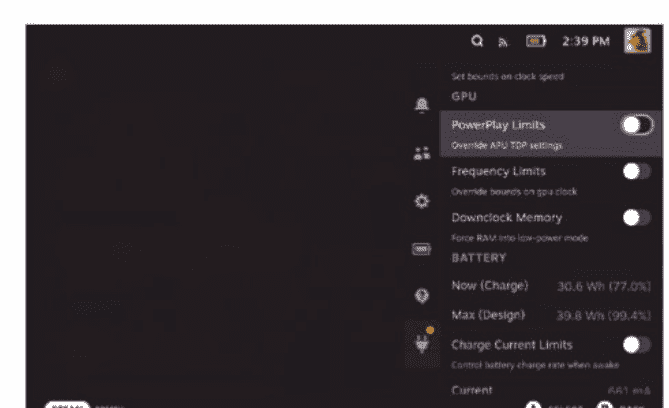 2:39 PM
Set bounds on clock speed
GPU
PowerPlay Limits
Override APU TDP settings
Frequency Limits
Override bounds on gpu clock
Downclock Memory
Force RAM into low-power mode
BATTERY
Now (Charge) 30.6 Wh (77.0%)
Max (Design) 39.8 Wh (99.4%)
Charge Current Limits
Control battery charge rate when awake
Current 661 mA